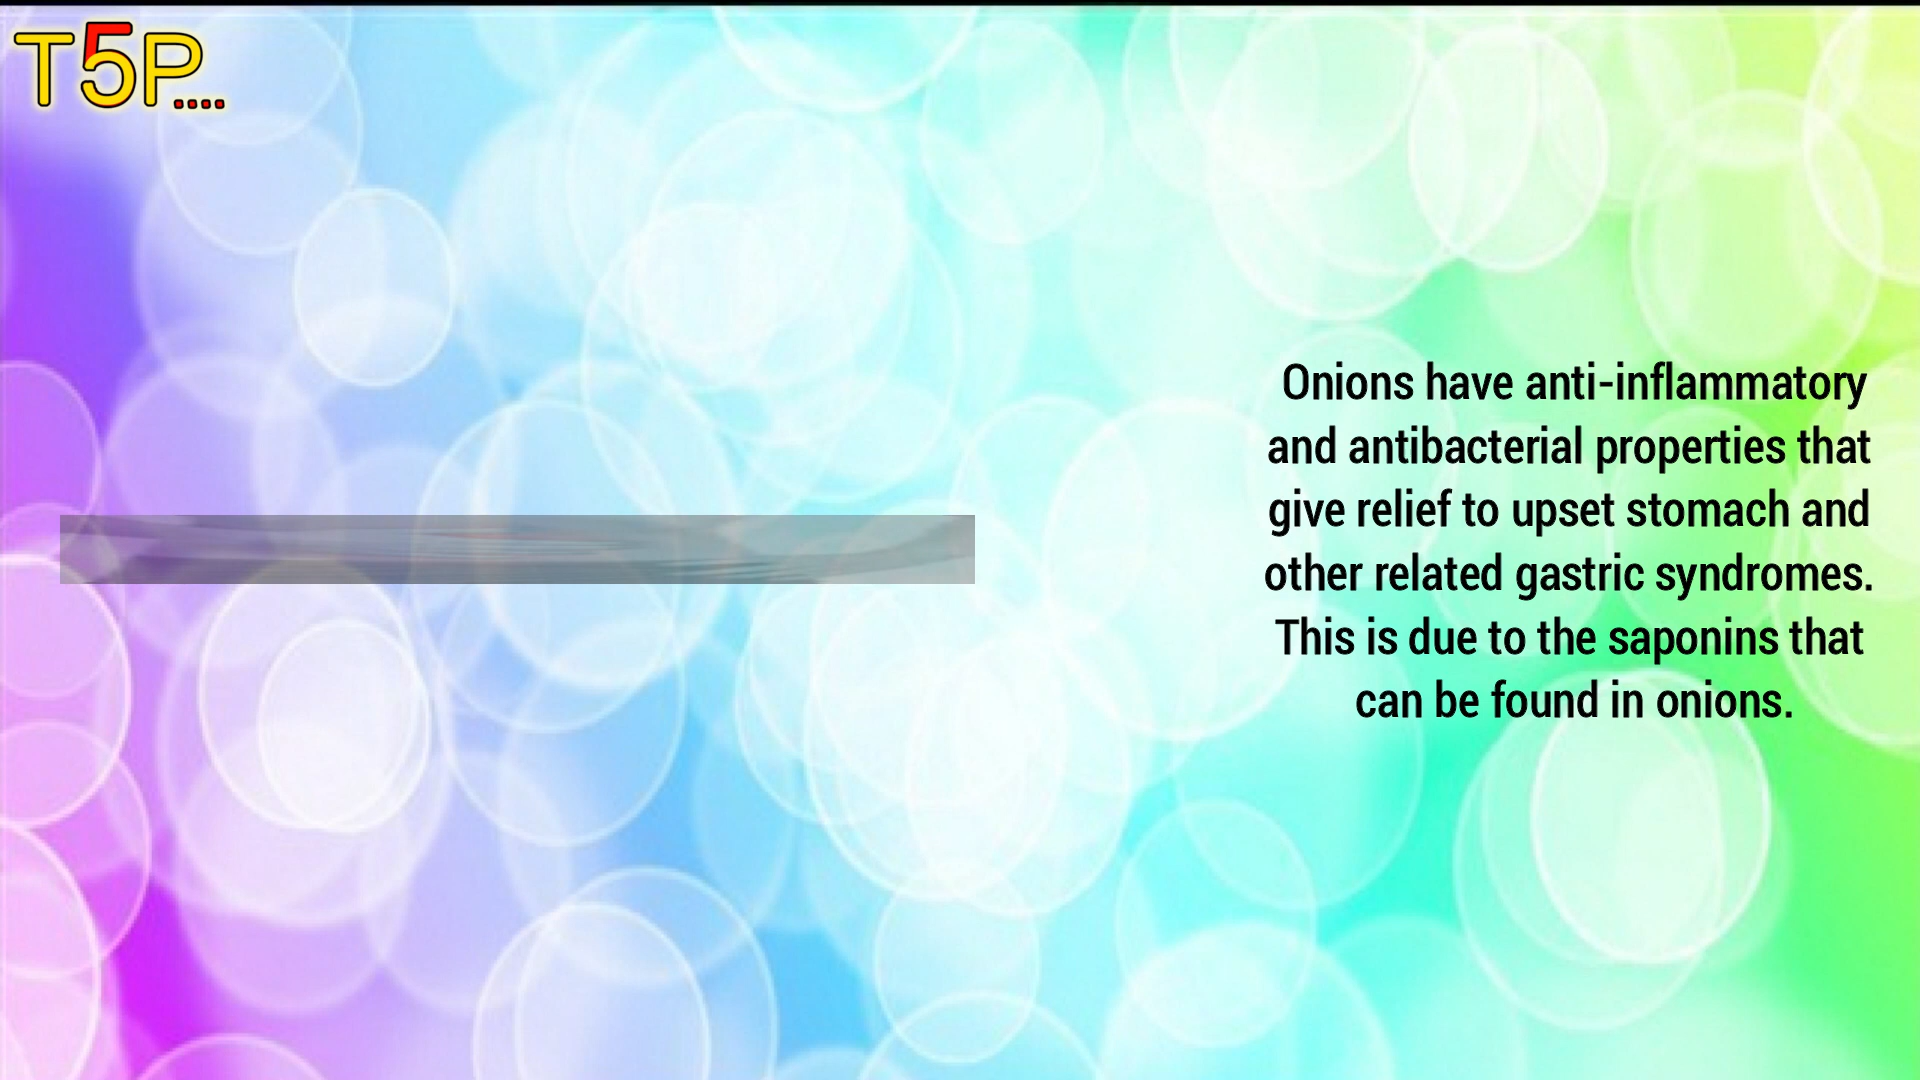 T5P....
Onions have anti-inflammatory
and antibacterial properties that
give relief to upset stomach and
other related gastric syndromes.
This is due to the saponins that
can be found in onions.